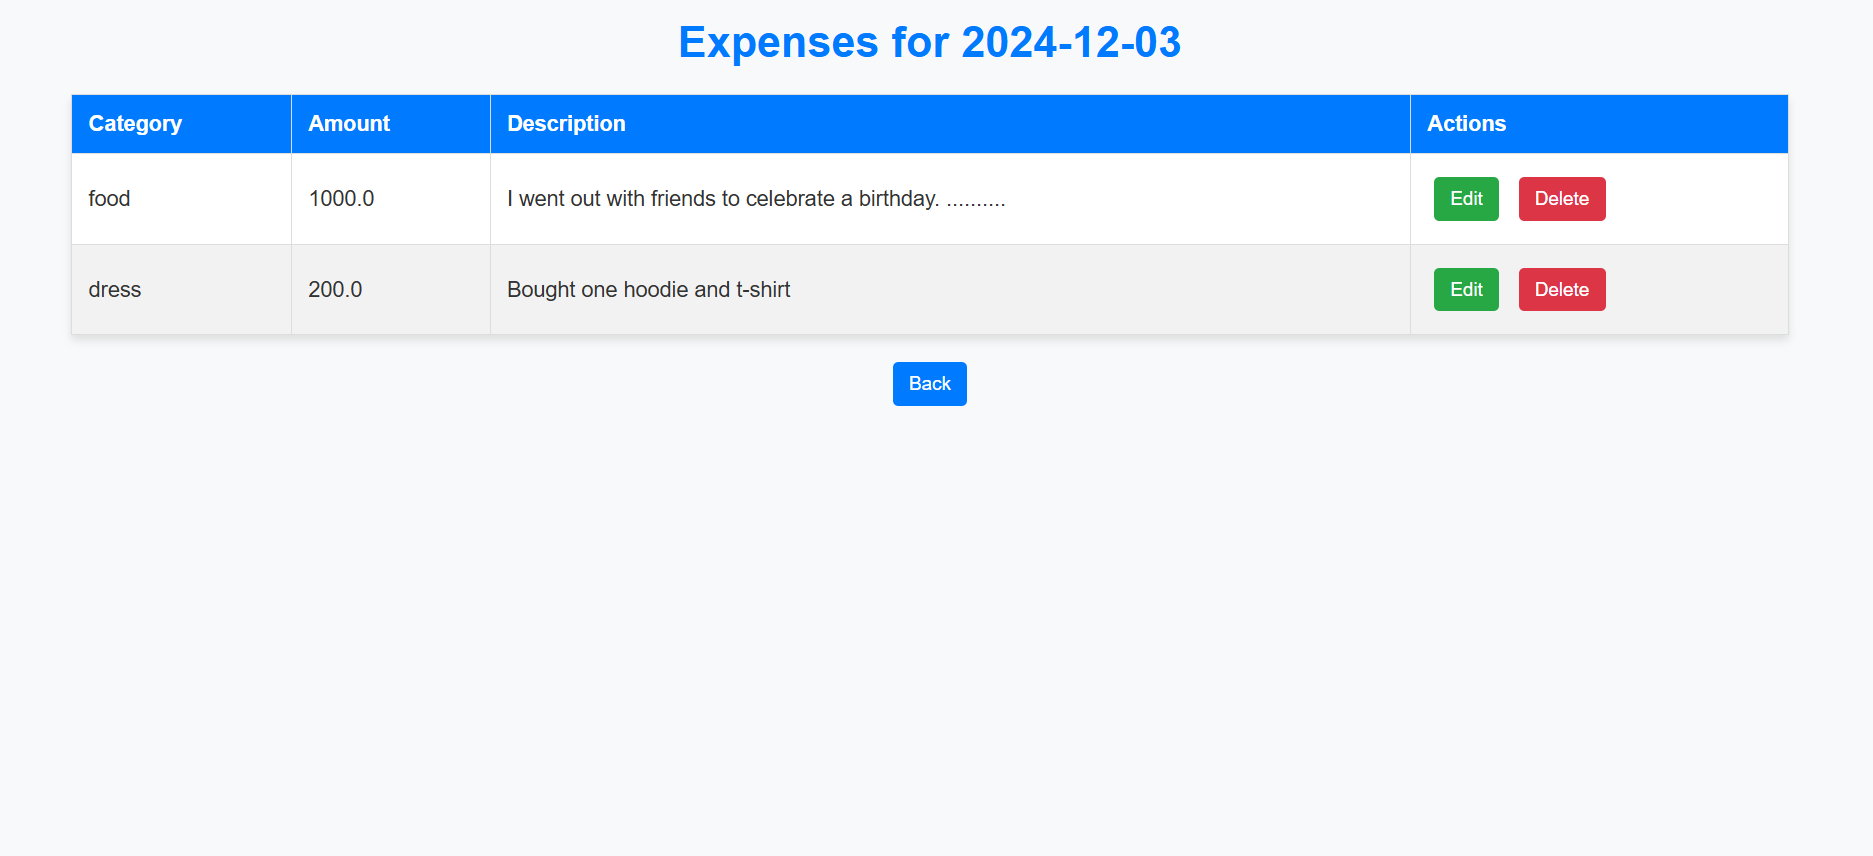 Expenses for 2024-12-03
Category Amount Description Actions
food 1000.0 I went out with friends to celebrate a birthday. .......... Edit Delete
dress 200.0 Bought one hoodie and t-shirt Edit Delete
Back